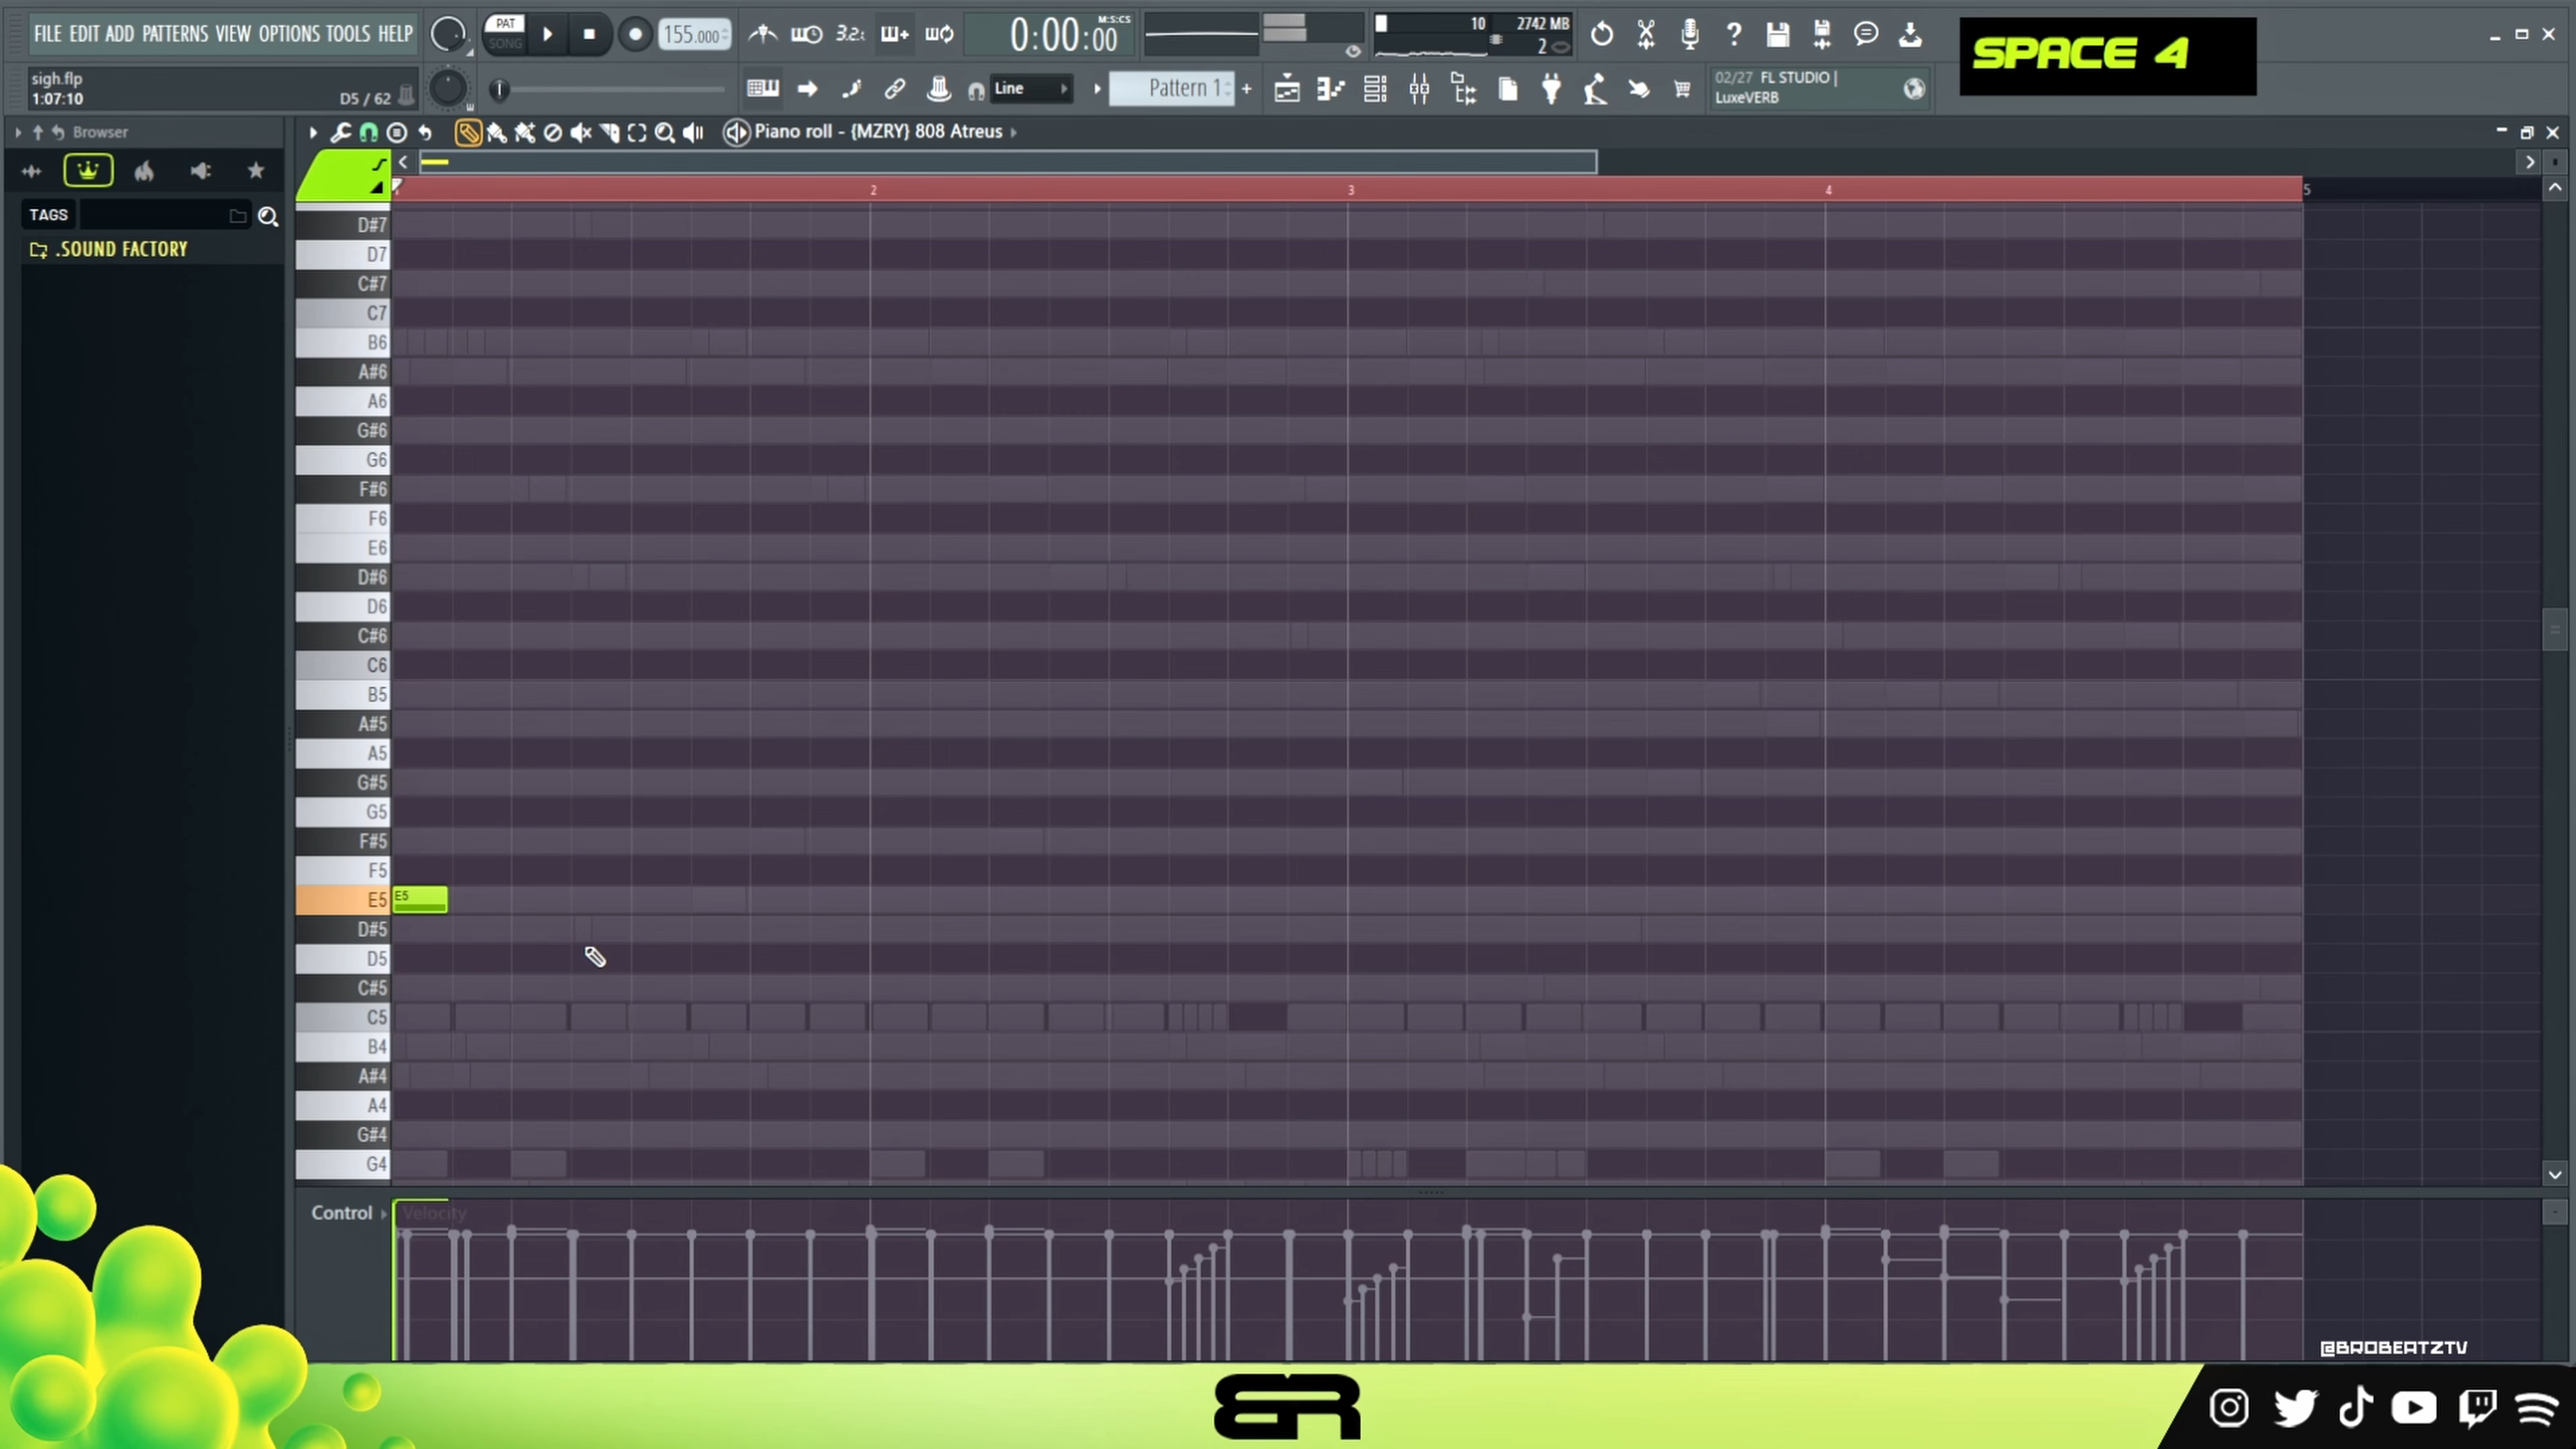 FILE EDIT ADD PATTERNS VIEW OPTIONS TOOLS HELP
PAT
SONG
155.000
3.2.
0:00:00
M:S:CS
10
2742 MB
2
SPACE 4
sigh.flp
1:07:10
D5 / 62
Line
Pattern 1
+
02/27 FL STUDIO |
LuxeVERB
Browser
Piano roll - {MZRY} 808 Atreus
TAGS
.SOUND FACTORY
2
3
4
5
D#7
D7
C#7
C7
B6
A#6
A6
G#6
G6
F#6
F6
E6
D#6
D6
C#6
C6
B5
A#5
A5
G#5
G5
F#5
F5
E5
E5
D#5
D5
C#5
C5
B4
A#4
A4
G#4
G4
Control
Velocity
@BROBEATZTV
BR